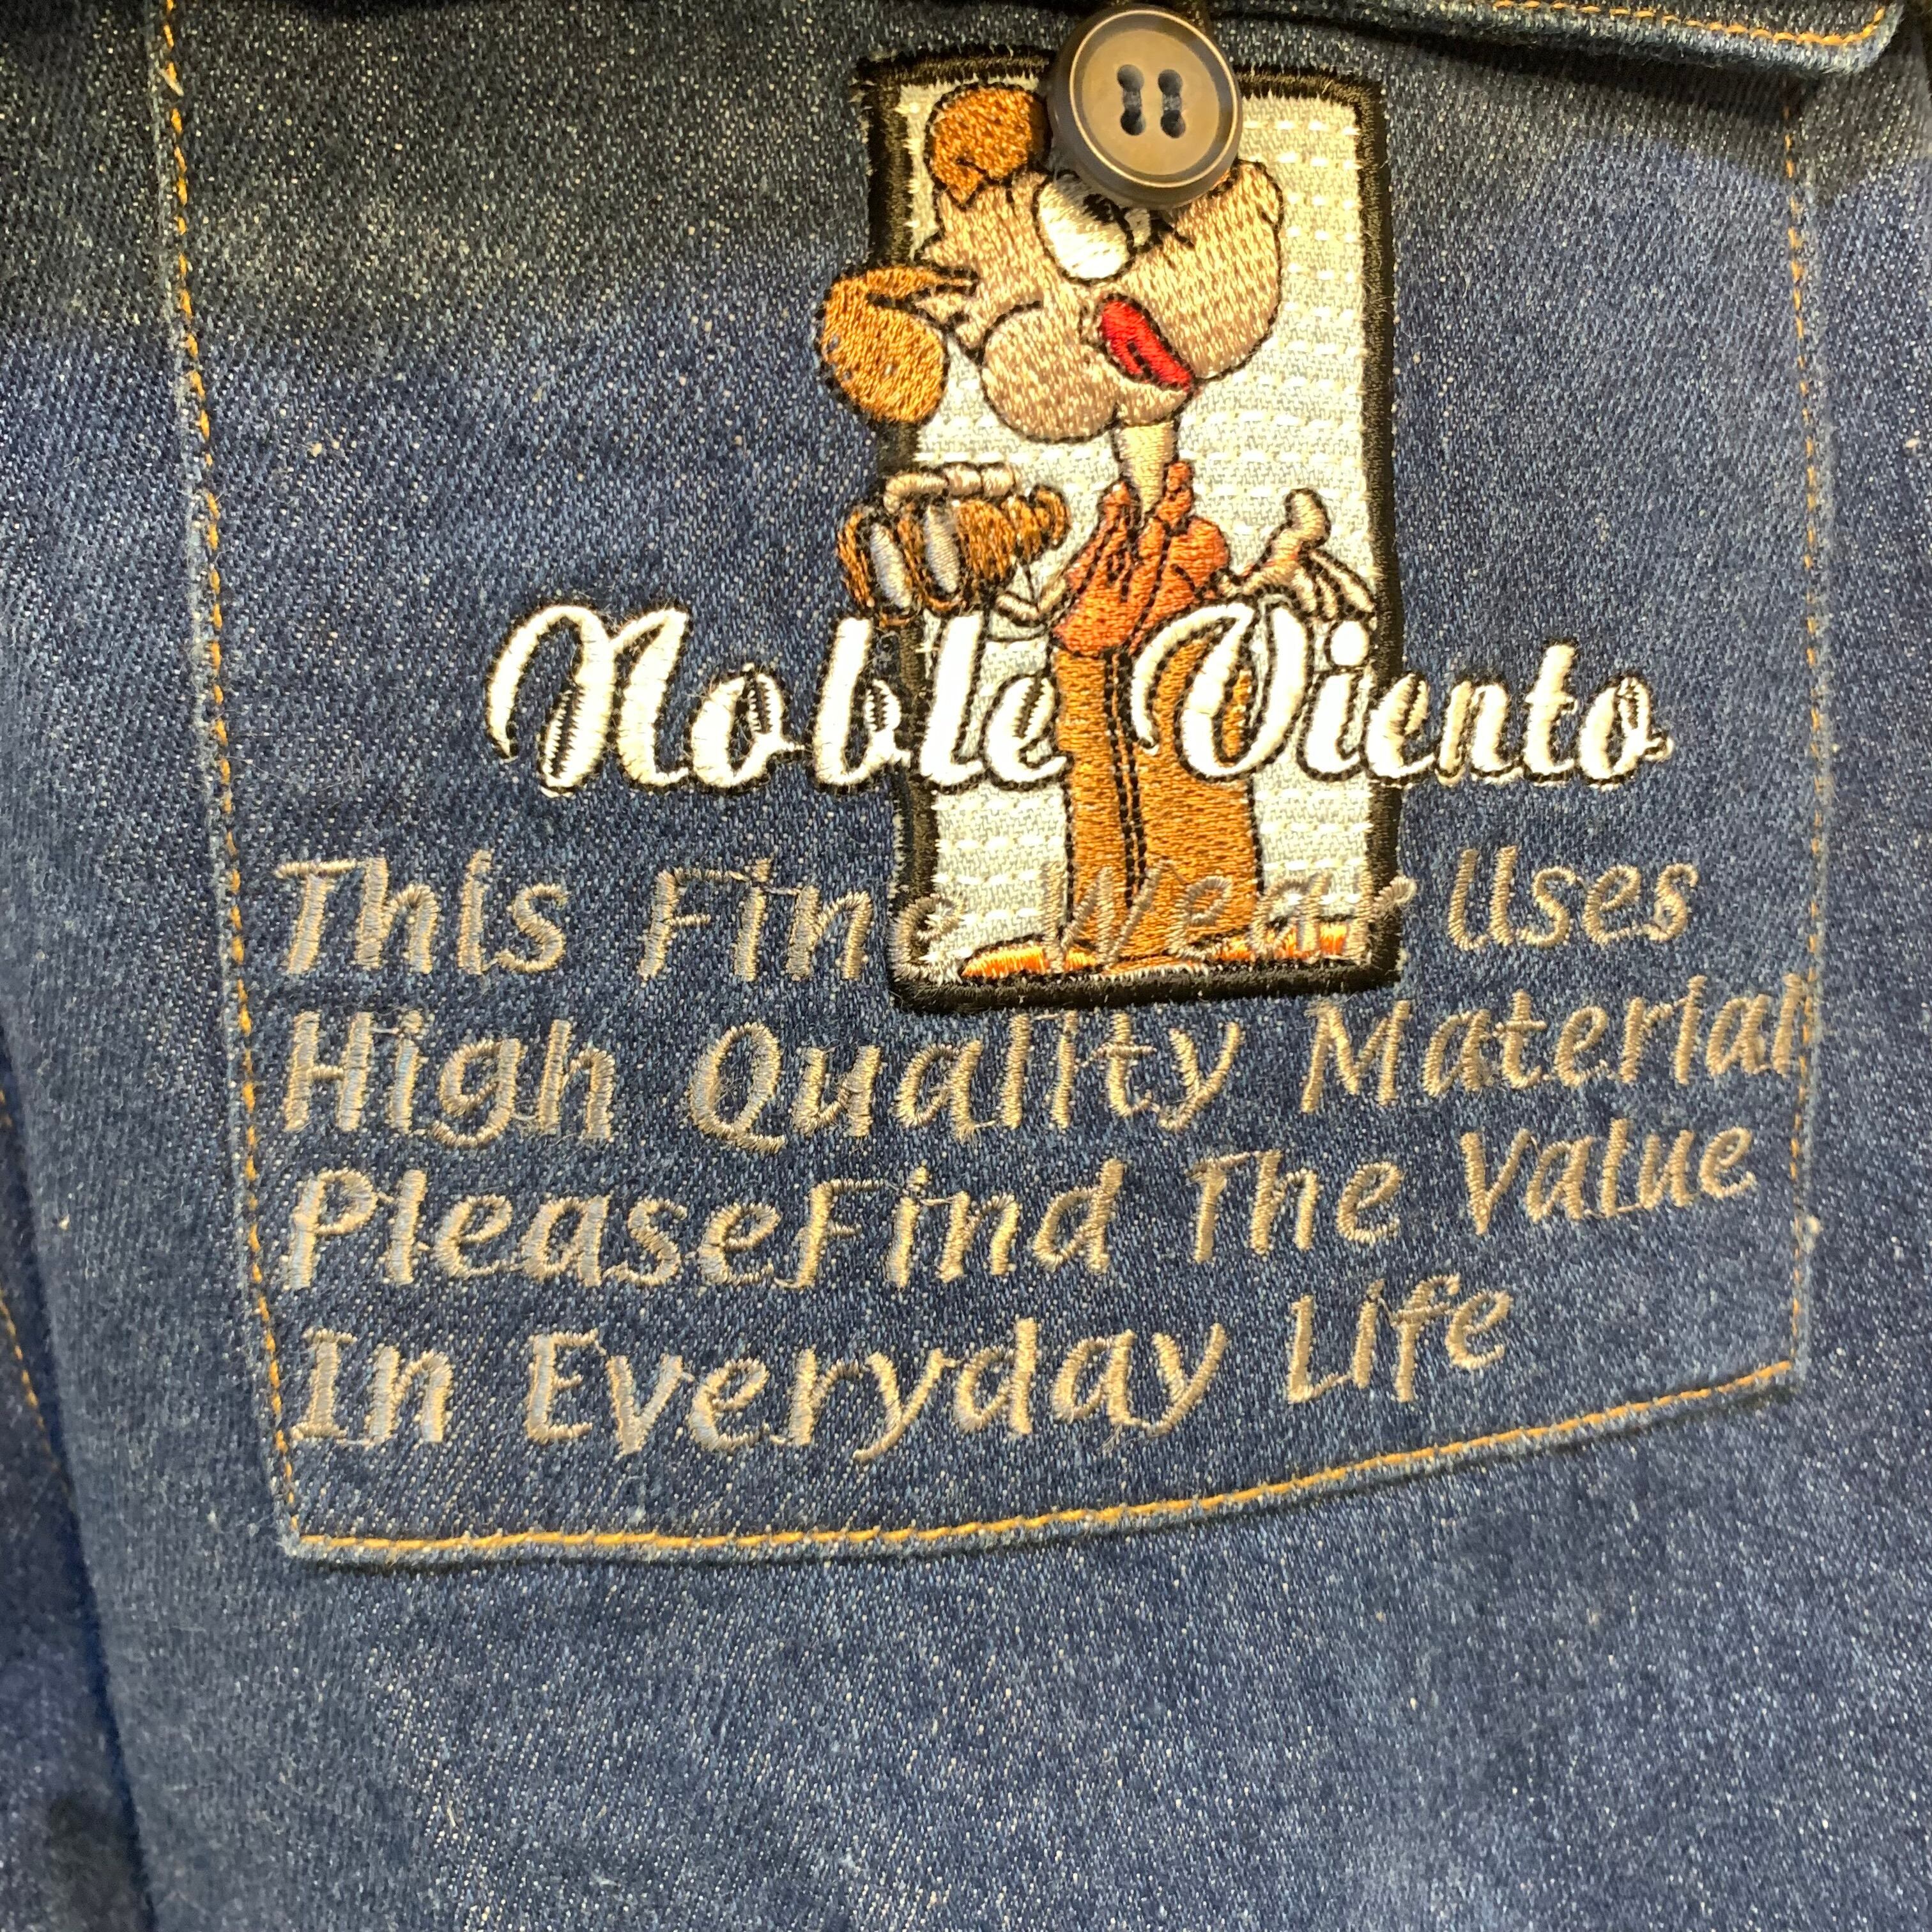 Noble Viento
This Fine Wear Uses
High Quality Material
PleaseFind The Value
In Everyday Life